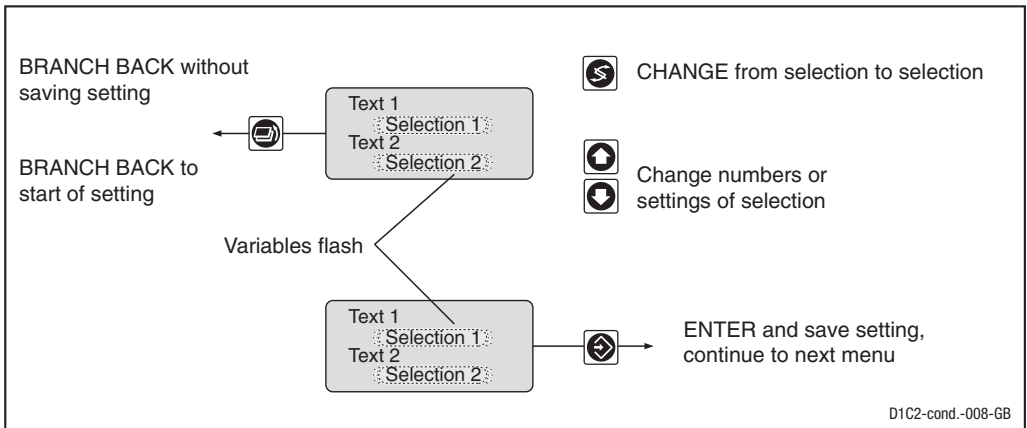 BRANCH BACK without
saving setting
BRANCH BACK to
start of setting
Text 1
Selection 1
Text 2
Selection 2
CHANGE from selection to selection
Change numbers or
settings of selection
Variables flash
Text 1
Selection 1
Text 2
Selection 2
ENTER and save setting,
continue to next menu
D1C2-cond.-008-GB